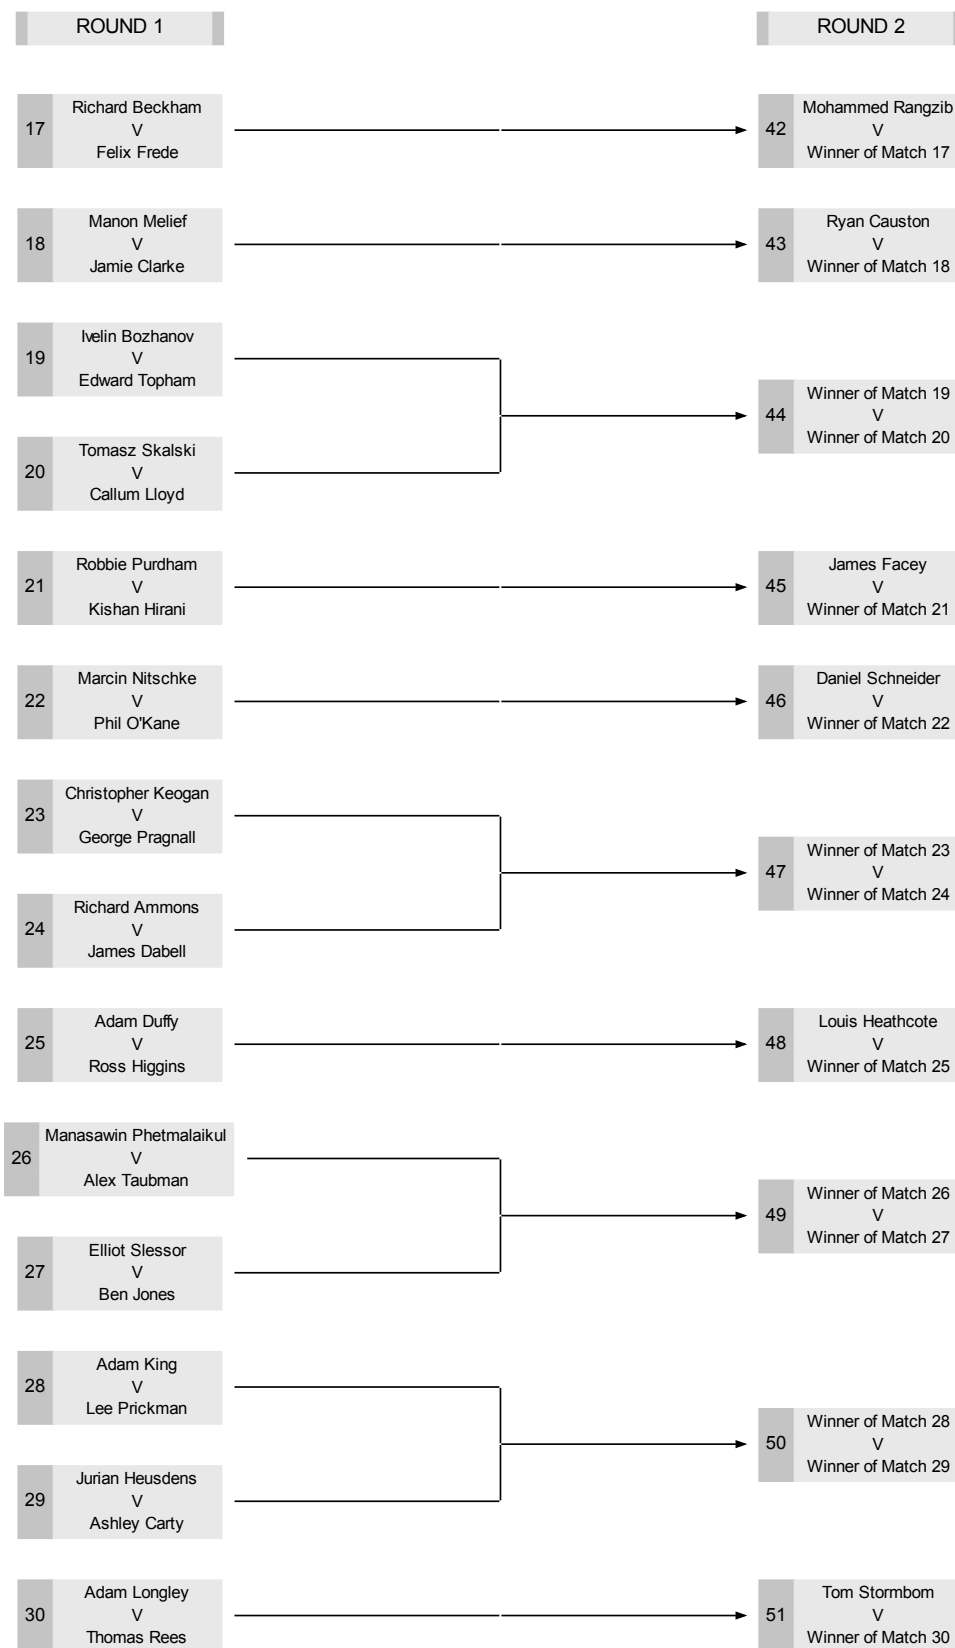 ROUND 1
ROUND 2
17
Richard Beckham
V
Felix Frede
42
Mohammed Rangzib
V
Winner of Match 17
18
Manon Melief
V
Jamie Clarke
43
Ryan Causton
V
Winner of Match 18
19
Ivelin Bozhanov
V
Edward Topham
20
Tomasz Skalski
V
Callum Lloyd
44
Winner of Match 19
V
Winner of Match 20
21
Robbie Purdham
V
Kishan Hirani
45
James Facey
V
Winner of Match 21
22
Marcin Nitschke
V
Phil O'Kane
46
Daniel Schneider
V
Winner of Match 22
23
Christopher Keogan
V
George Pragnall
24
Richard Ammons
V
James Dabell
47
Winner of Match 23
V
Winner of Match 24
25
Adam Duffy
V
Ross Higgins
48
Louis Heathcote
V
Winner of Match 25
26
Manasawin Phetmalaikul
V
Alex Taubman
27
Elliot Slessor
V
Ben Jones
49
Winner of Match 26
V
Winner of Match 27
28
Adam King
V
Lee Prickman
29
Jurian Heusdens
V
Ashley Carty
50
Winner of Match 28
V
Winner of Match 29
30
Adam Longley
V
Thomas Rees
51
Tom Stormbom
V
Winner of Match 30